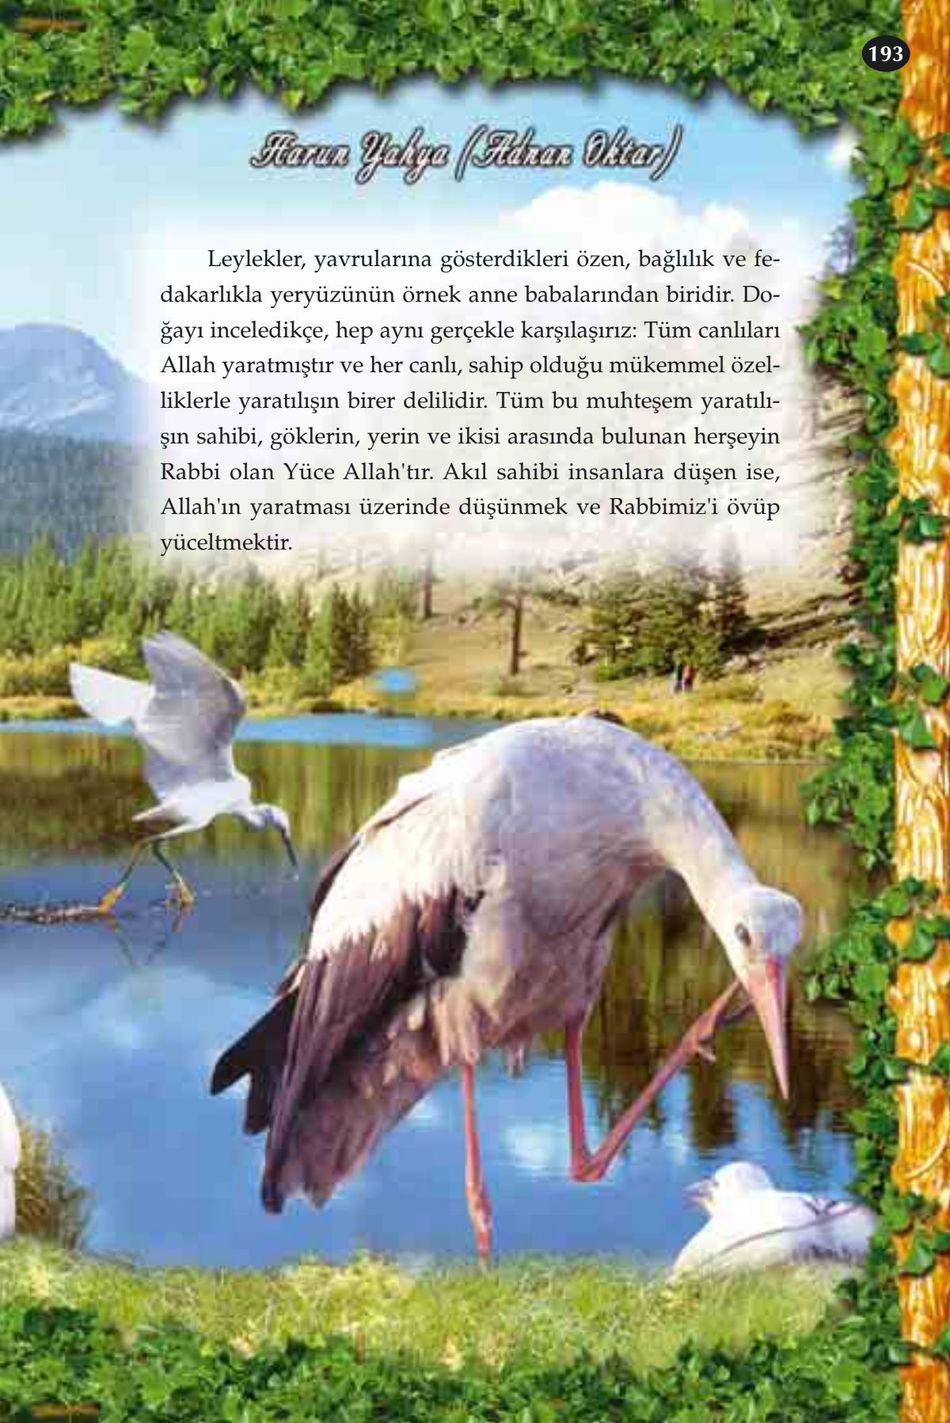 193
Harun Yahya (Adnan Oktar)
Leylekler, yavrularına gösterdikleri özen, bağlılık ve fe-
dakarlıkla yeryüzünün örnek anne babalarından biridir. Do-
ğayı inceledikçe, hep aynı gerçekle karşılaşırız: Tüm canlıları
Allah yaratmıştır ve her canlı, sahip olduğu mükemmel özel-
liklerle yaratılışın birer delilidir. Tüm bu muhteşem yaratılı-
şın sahibi, göklerin, yerin ve ikisi arasında bulunan herşeyin
Rabbi olan Yüce Allah'tır. Akıl sahibi insanlara düşen ise,
Allah'ın yaratması üzerinde düşünmek ve Rabbimiz'i övüp
yüceltmektir.